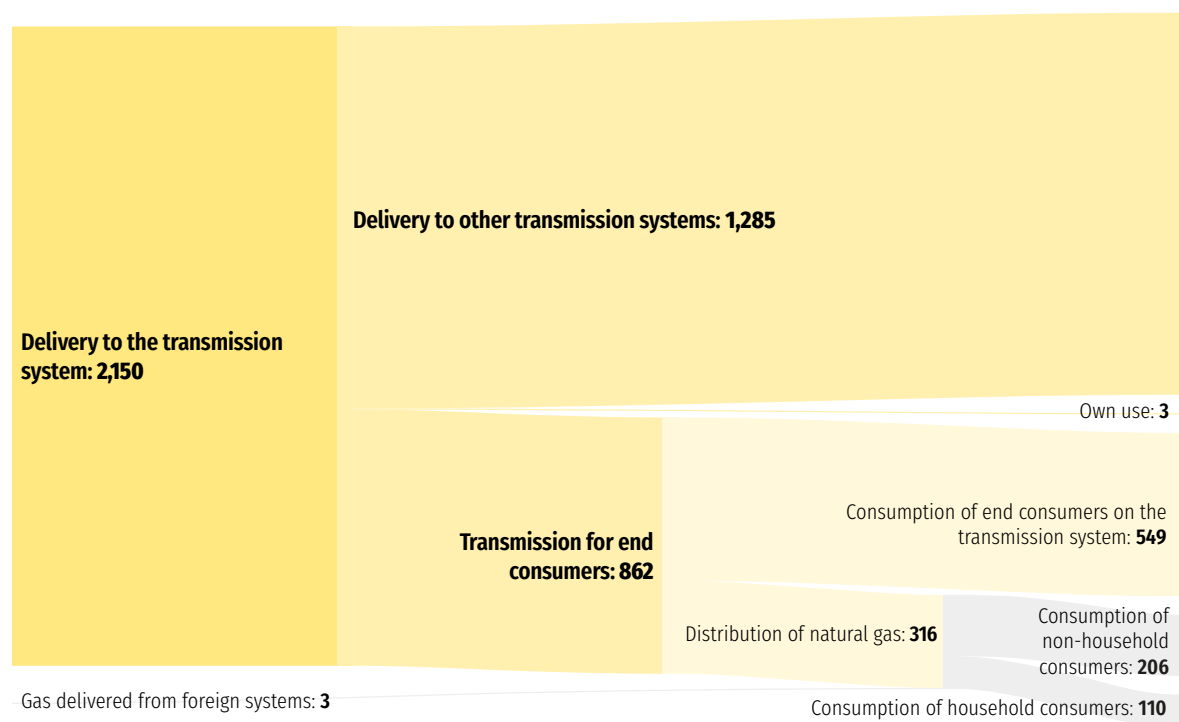 Delivery to other transmission systems: 1,285
Delivery to the transmission
system: 2,150
Own use: 3
Consumption of end consumers on the
transmission system: 549
Transmission for end
consumers: 862
Distribution of natural gas: 316
Consumption of
non-household
consumers: 206
Gas delivered from foreign systems: 3
Consumption of household consumers: 110